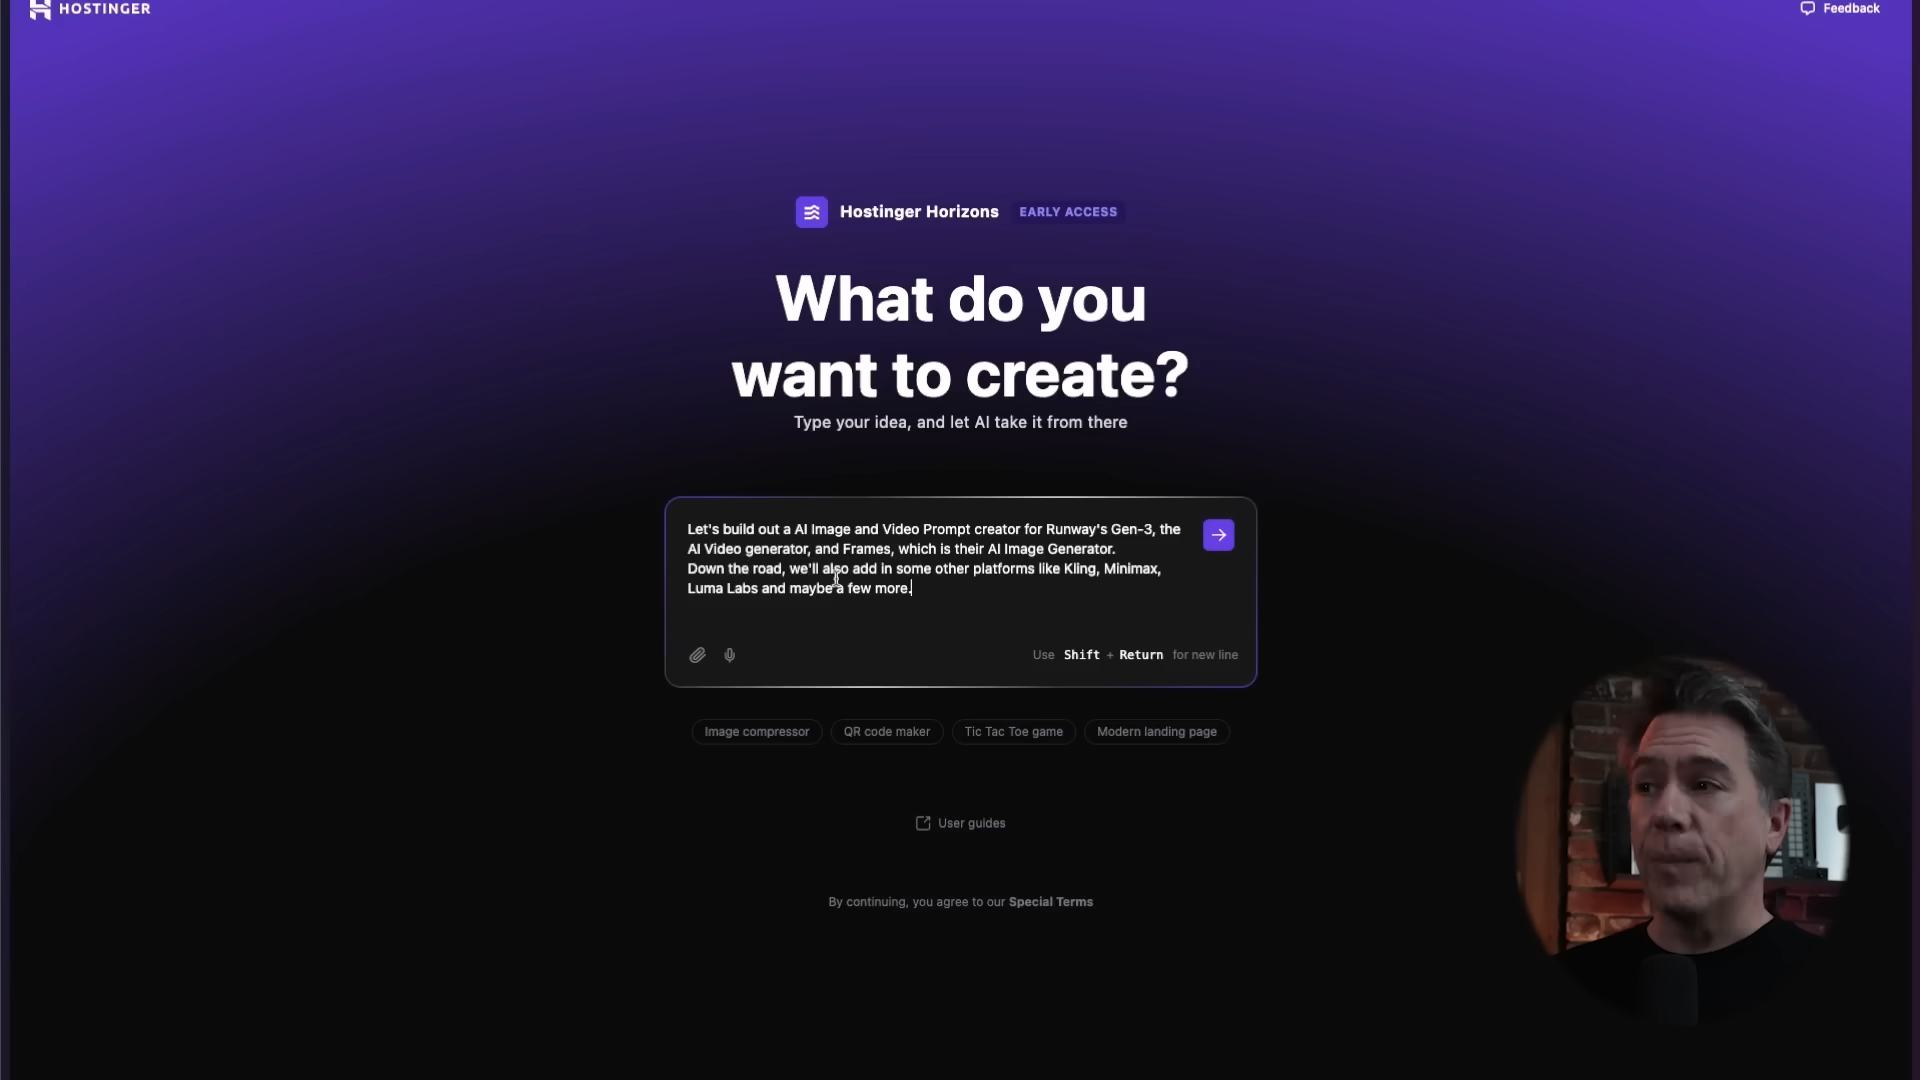 HOSTINGER
Feedback
Hostinger Horizons EARLY ACCESS
What do you
want to create?
Type your idea, and let AI take it from there
Let's build out a AI Image and Video Prompt creator for Runway's Gen-3, the
AI Video generator, and Frames, which is their AI Image Generator.
Down the road, we'll also add in some other platforms like Kling, Minimax,
Luma Labs and maybe a few more.
Use Shift + Return for new line
Image compressor
QR code maker
Tic Tac Toe game
Modern landing page
User guides
By continuing, you agree to our Special Terms